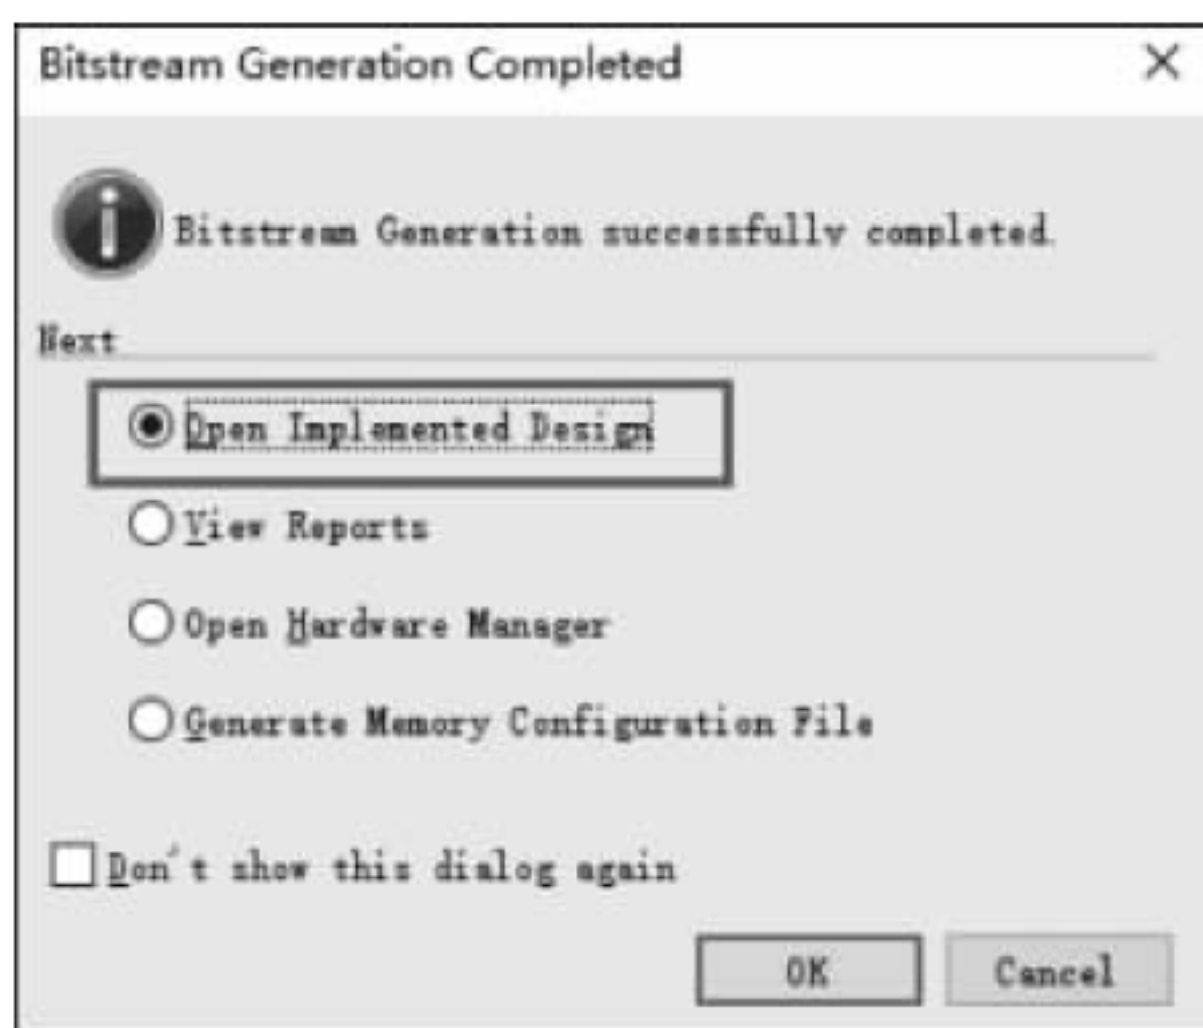 Bitstream Generation Completed
Bitstream Generation successfully completed.
Next
Open Implemented Design
View Reports
Open Hardware Manager
Generate Memory Configuration File
Don't show this dialog again
OK Cancel